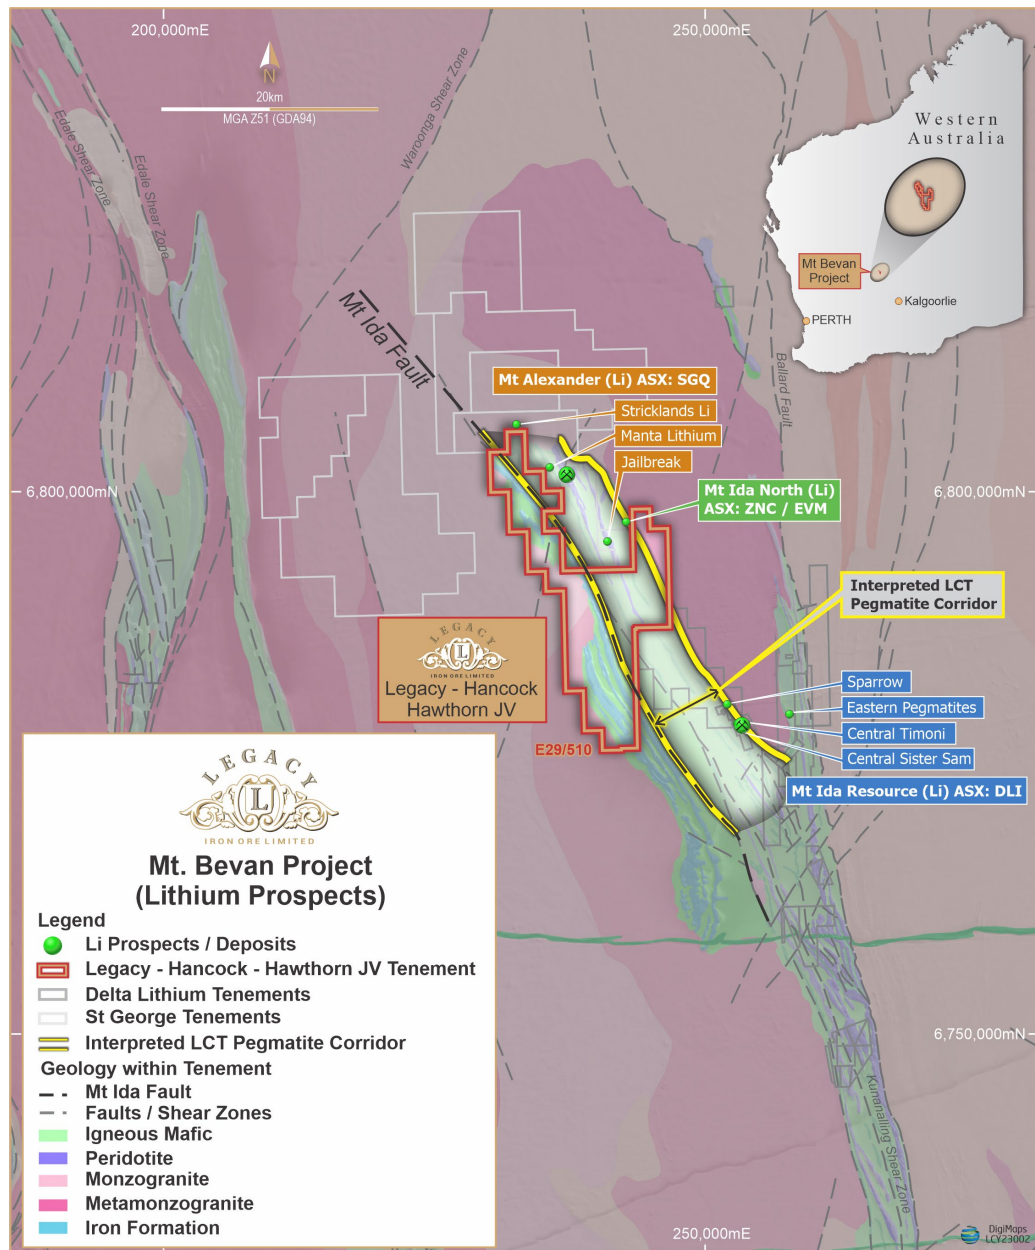 200,000mE
250,000mE
N
20km
MGA Z51 (GDA94)
Edale Shear Zone
Edale Shear Zone
Waroonga Shear Zone
Western
Australia
Mt Bevan
Project
Kalgoorlie
PERTH
Mt Ida Fault
Ballard Fault
Mt Alexander (Li) ASX: SGQ
Stricklands Li
Manta Lithium
Jailbreak
6,800,000mN
6,800,000mN
Mt Ida North (Li)
ASX: ZNC / EVM
Interpreted LCT
Pegmatite Corridor
LEGACY
L
IRON ORE LIMITED
Legacy - Hancock
Hawthorn JV
Sparrow
Eastern Pegmatites
Central Timoni
Central Sister Sam
E29/510
Mt Ida Resource (Li) ASX: DLI
LEGACY
L
IRON ORE LIMITED
Mt. Bevan Project
(Lithium Prospects)
Legend
Li Prospects / Deposits
Legacy - Hancock - Hawthorn JV Tenement
Delta Lithium Tenements
St George Tenements
Interpreted LCT Pegmatite Corridor
Geology within Tenement
Mt Ida Fault
Faults / Shear Zones
Igneous Mafic
Peridotite
Monzogranite
Metamonzogranite
Iron Formation
6,750,000mN
Kunanalling Shear Zone
250,000mE
DigiMaps
LCY23002